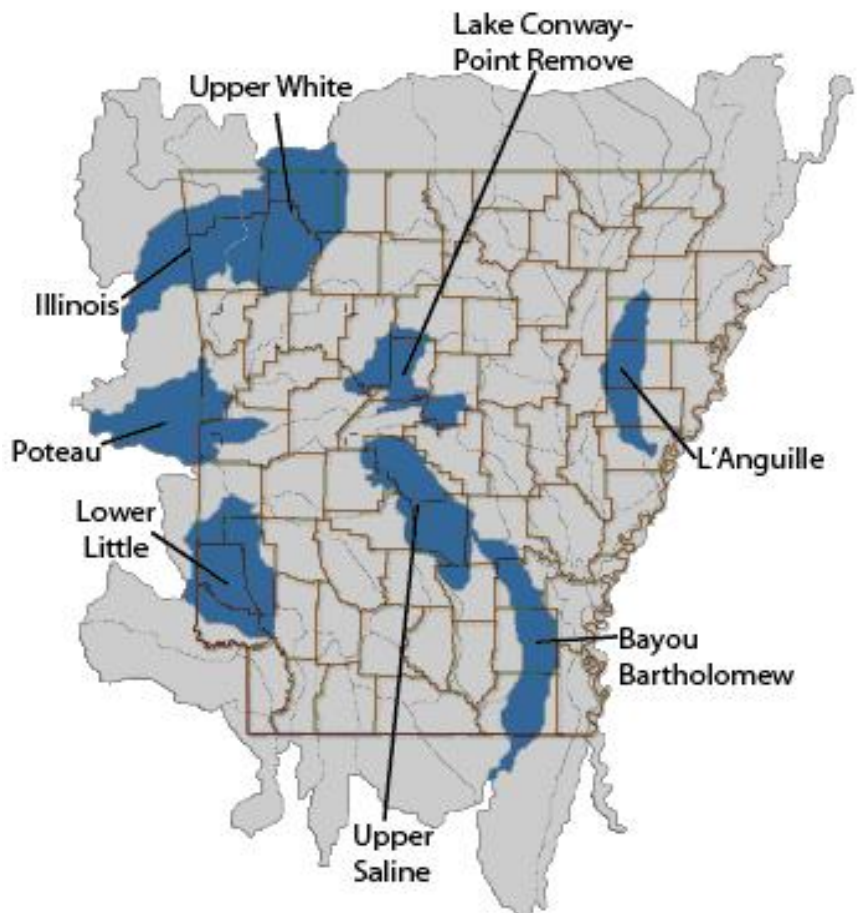 Lake Conway-
Point Remove
Upper White
Illinois
Poteau
L'Anguille
Lower
Little
Bayou
Bartholomew
Upper
Saline